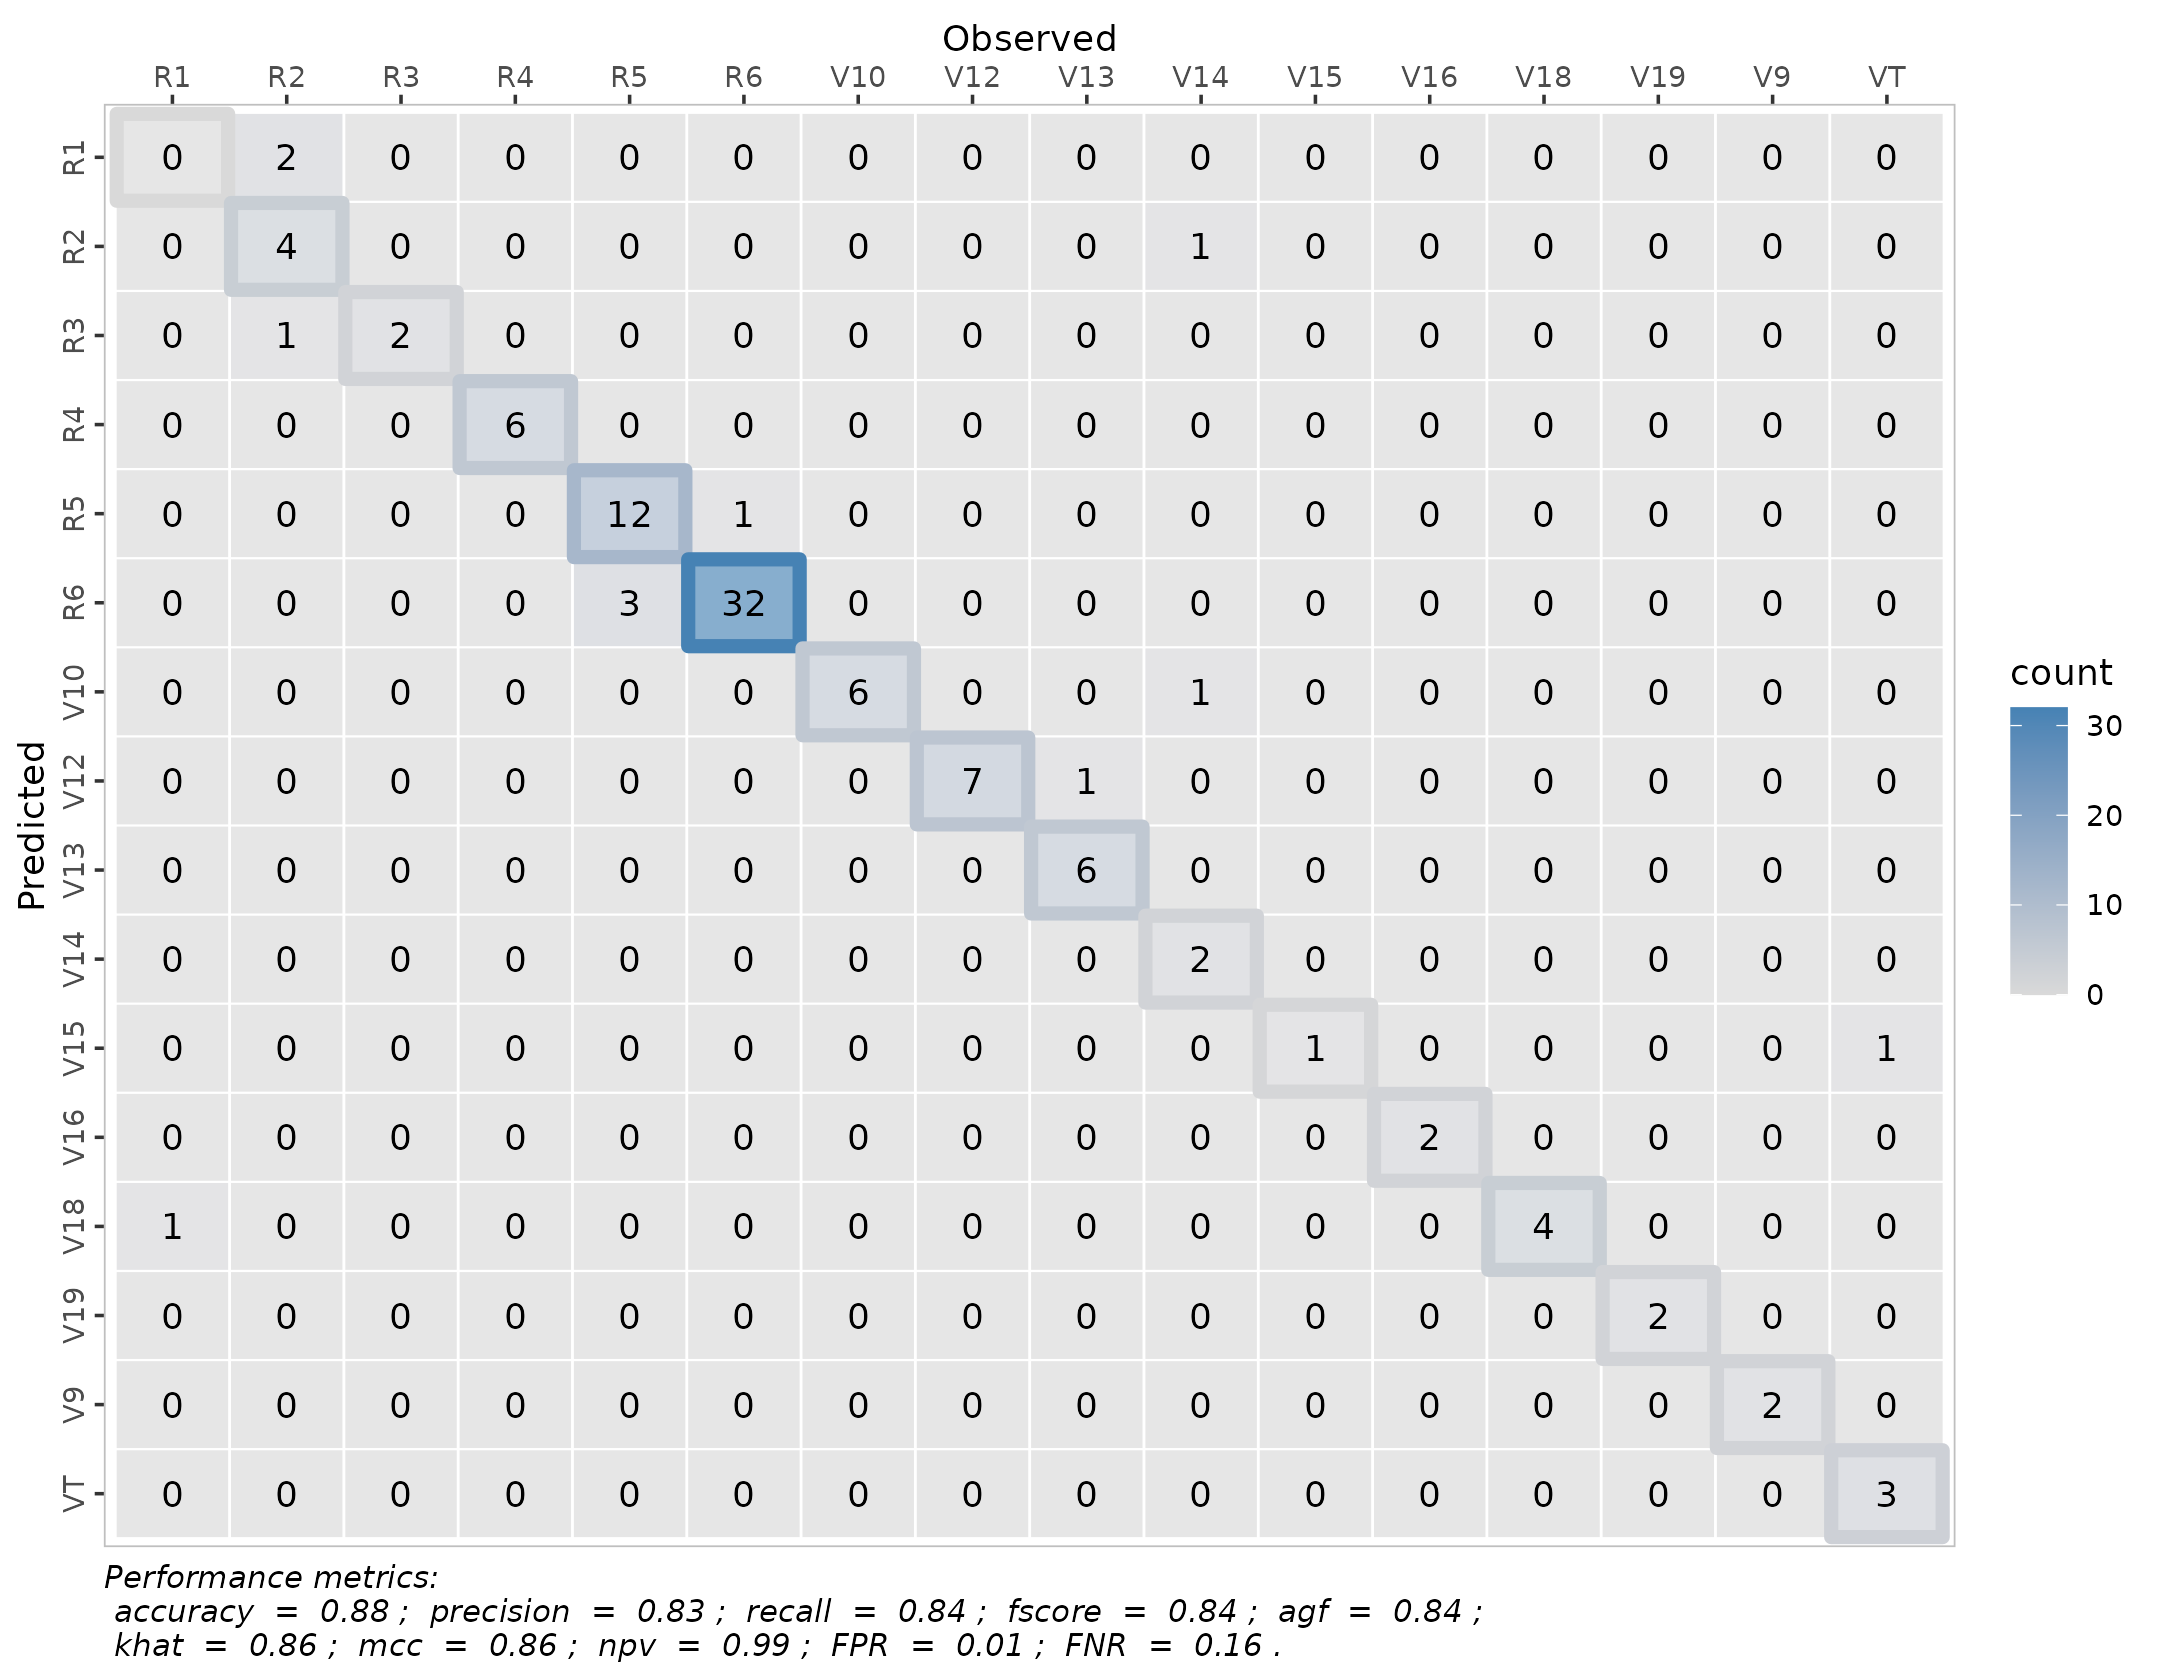 Observed
R1 R2 R3 R4 R5 R6 V10 V12 V13 V14 V15 V16 V18 V19 V9 VT
R1 0 2 0 0 0 0 0 0 0 0 0 0 0 0 0 0
R2 0 4 0 0 0 0 0 0 0 1 0 0 0 0 0 0
R3 0 1 2 0 0 0 0 0 0 0 0 0 0 0 0 0
R4 0 0 0 6 0 0 0 0 0 0 0 0 0 0 0 0
R5 0 0 0 0 12 1 0 0 0 0 0 0 0 0 0 0
R6 0 0 0 0 3 32 0 0 0 0 0 0 0 0 0 0
V10 0 0 0 0 0 0 6 0 0 1 0 0 0 0 0 0
V12 0 0 0 0 0 0 0 7 1 0 0 0 0 0 0 0
V13 0 0 0 0 0 0 0 0 6 0 0 0 0 0 0 0
V14 0 0 0 0 0 0 0 0 0 2 0 0 0 0 0 0
V15 0 0 0 0 0 0 0 0 0 0 1 0 0 0 0 1
V16 0 0 0 0 0 0 0 0 0 0 0 2 0 0 0 0
V18 1 0 0 0 0 0 0 0 0 0 0 0 4 0 0 0
V19 0 0 0 0 0 0 0 0 0 0 0 0 0 2 0 0
V9 0 0 0 0 0 0 0 0 0 0 0 0 0 0 2 0
VT 0 0 0 0 0 0 0 0 0 0 0 0 0 0 0 3
Predicted
count
30
20
10
0
Performance metrics:
accuracy = 0.88 ; precision = 0.83 ; recall = 0.84 ; fscore = 0.84 ; agf = 0.84 ;
khat = 0.86 ; mcc = 0.86 ; npv = 0.99 ; FPR = 0.01 ; FNR = 0.16 .